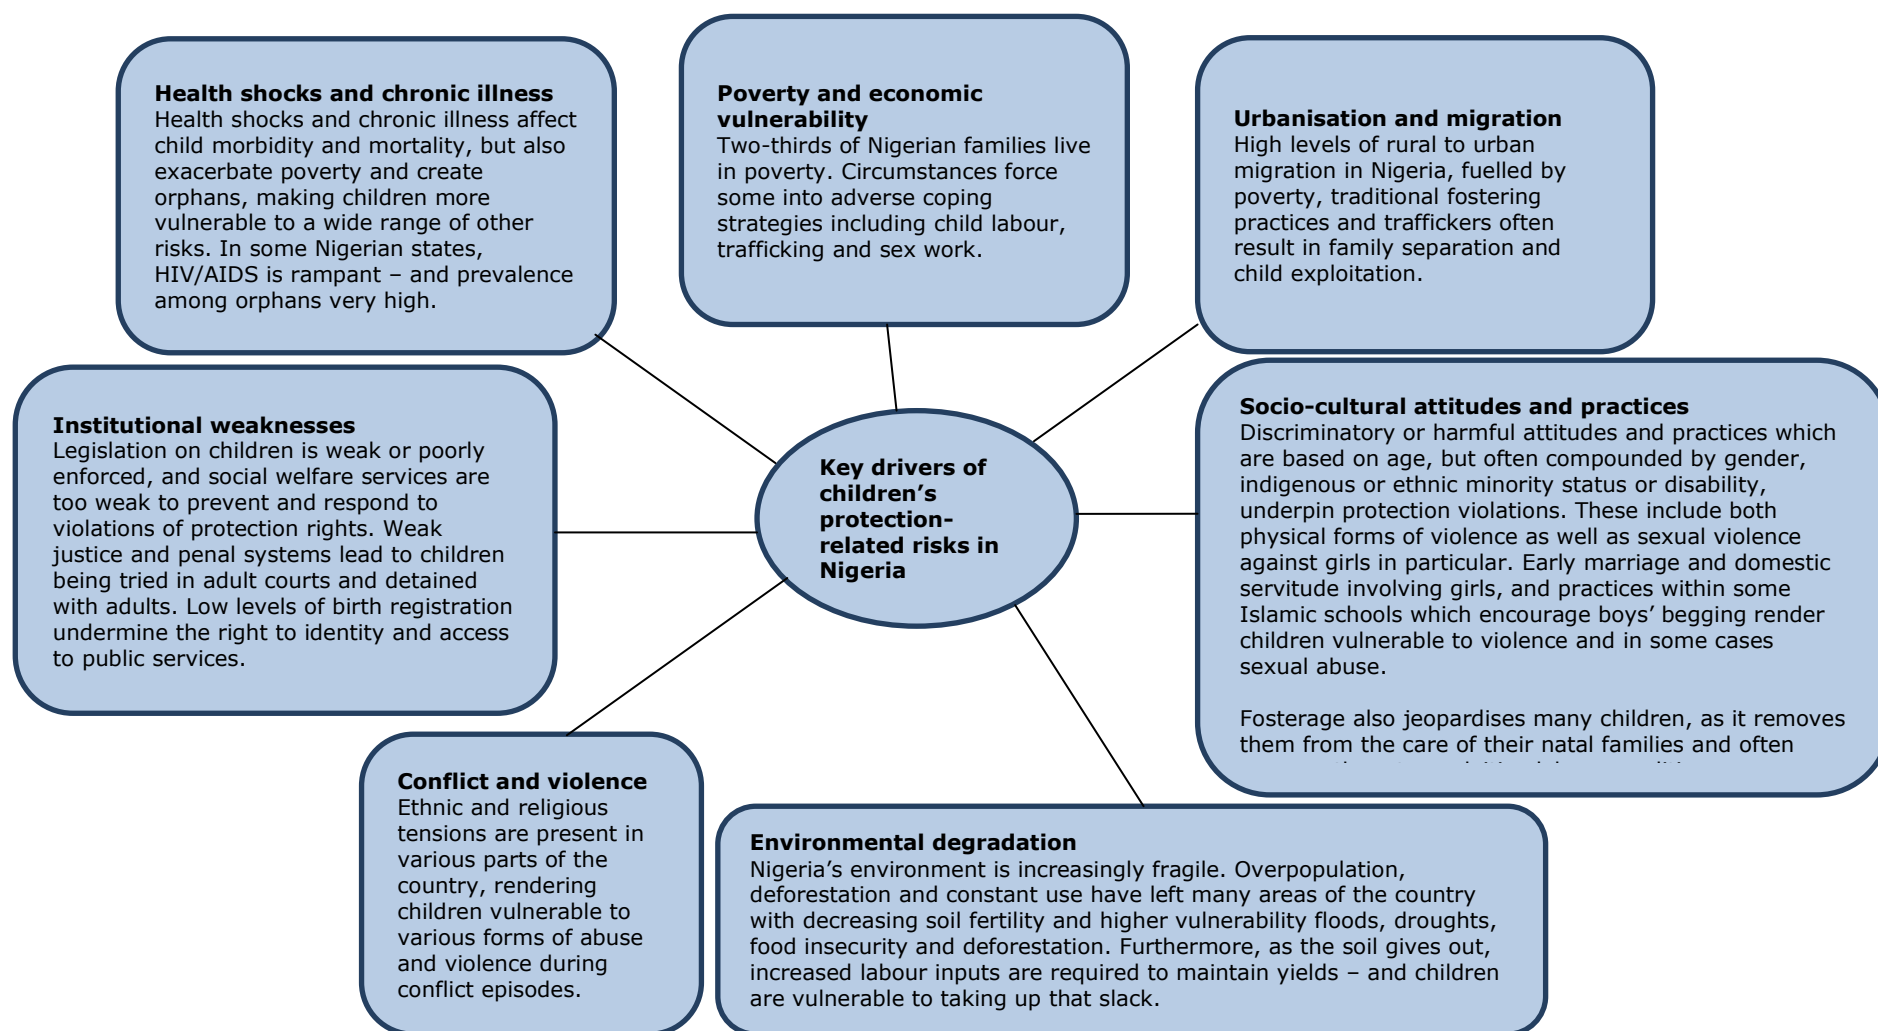 Health shocks and chronic illness
Health shocks and chronic illness affect
child morbidity and mortality, but also
exacerbate poverty and create
orphans, making children more
vulnerable to a wide range of other
risks. In some Nigerian states,
HIV/AIDS is rampant – and prevalence
among orphans very high.
Poverty and economic
vulnerability
Two-thirds of Nigerian families live
in poverty. Circumstances force
some into adverse coping
strategies including child labour,
trafficking and sex work.
Urbanisation and migration
High levels of rural to urban
migration in Nigeria, fuelled by
poverty, traditional fostering
practices and traffickers often
result in family separation and
child exploitation.
Institutional weaknesses
Legislation on children is weak or poorly
enforced, and social welfare services are
too weak to prevent and respond to
violations of protection rights. Weak
justice and penal systems lead to children
being tried in adult courts and detained
with adults. Low levels of birth registration
undermine the right to identity and access
to public services.
Key drivers of
children’s
protection-
related risks in
Nigeria
Socio-cultural attitudes and practices
Discriminatory or harmful attitudes and practices which
are based on age, but often compounded by gender,
indigenous or ethnic minority status or disability,
underpin protection violations. These include both
physical forms of violence as well as sexual violence
against girls in particular. Early marriage and domestic
servitude involving girls, and practices within some
Islamic schools which encourage boys’ begging render
children vulnerable to violence and in some cases
sexual abuse.
Fosterage also jeopardises many children, as it removes
them from the care of their natal families and often
Conflict and violence
Ethnic and religious
tensions are present in
various parts of the
country, rendering
children vulnerable to
various forms of abuse
and violence during
conflict episodes.
Environmental degradation
Nigeria’s environment is increasingly fragile. Overpopulation,
deforestation and constant use have left many areas of the country
with decreasing soil fertility and higher vulnerability floods, droughts,
food insecurity and deforestation. Furthermore, as the soil gives out,
increased labour inputs are required to maintain yields – and children
are vulnerable to taking up that slack.